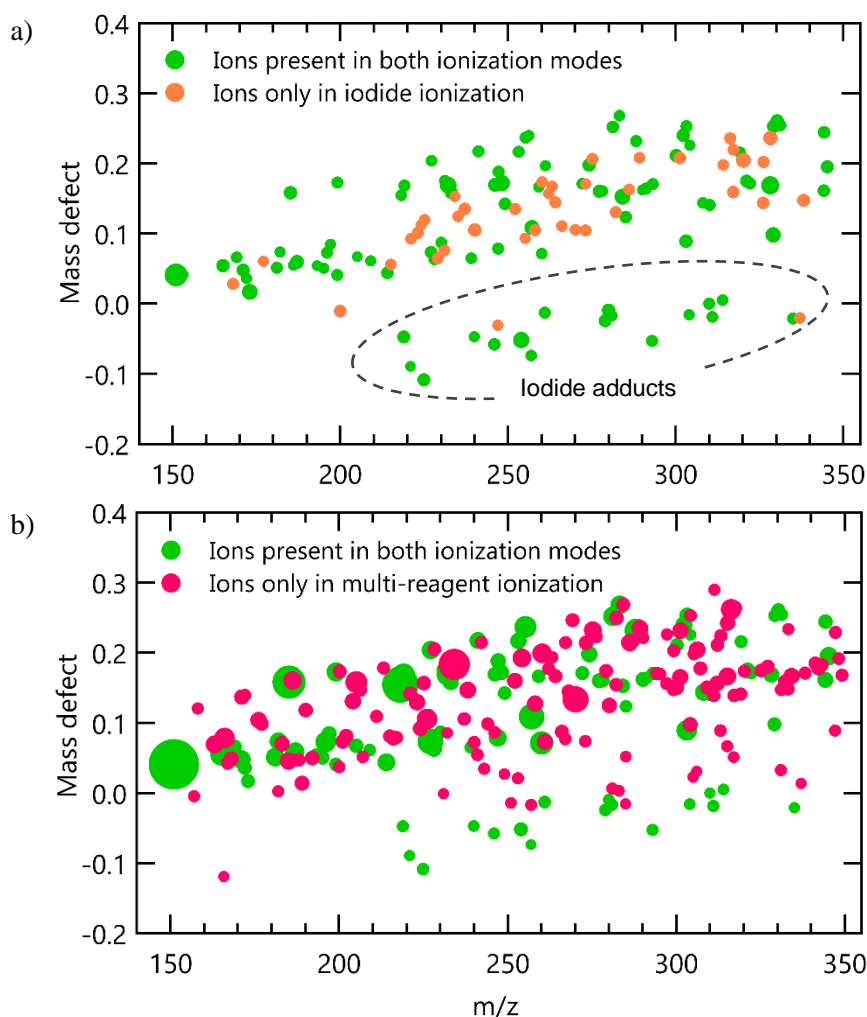 a)
0.4
0.3
0.2
0.1
0.0
-0.1
-0.2
Mass defect
Ions present in both ionization modes
Ions only in iodide ionization
Iodide adducts
150 200 250 300 350
b)
0.4
0.3
0.2
0.1
0.0
-0.1
-0.2
Mass defect
Ions present in both ionization modes
Ions only in multi-reagent ionization
150 200 250 300 350
m/z